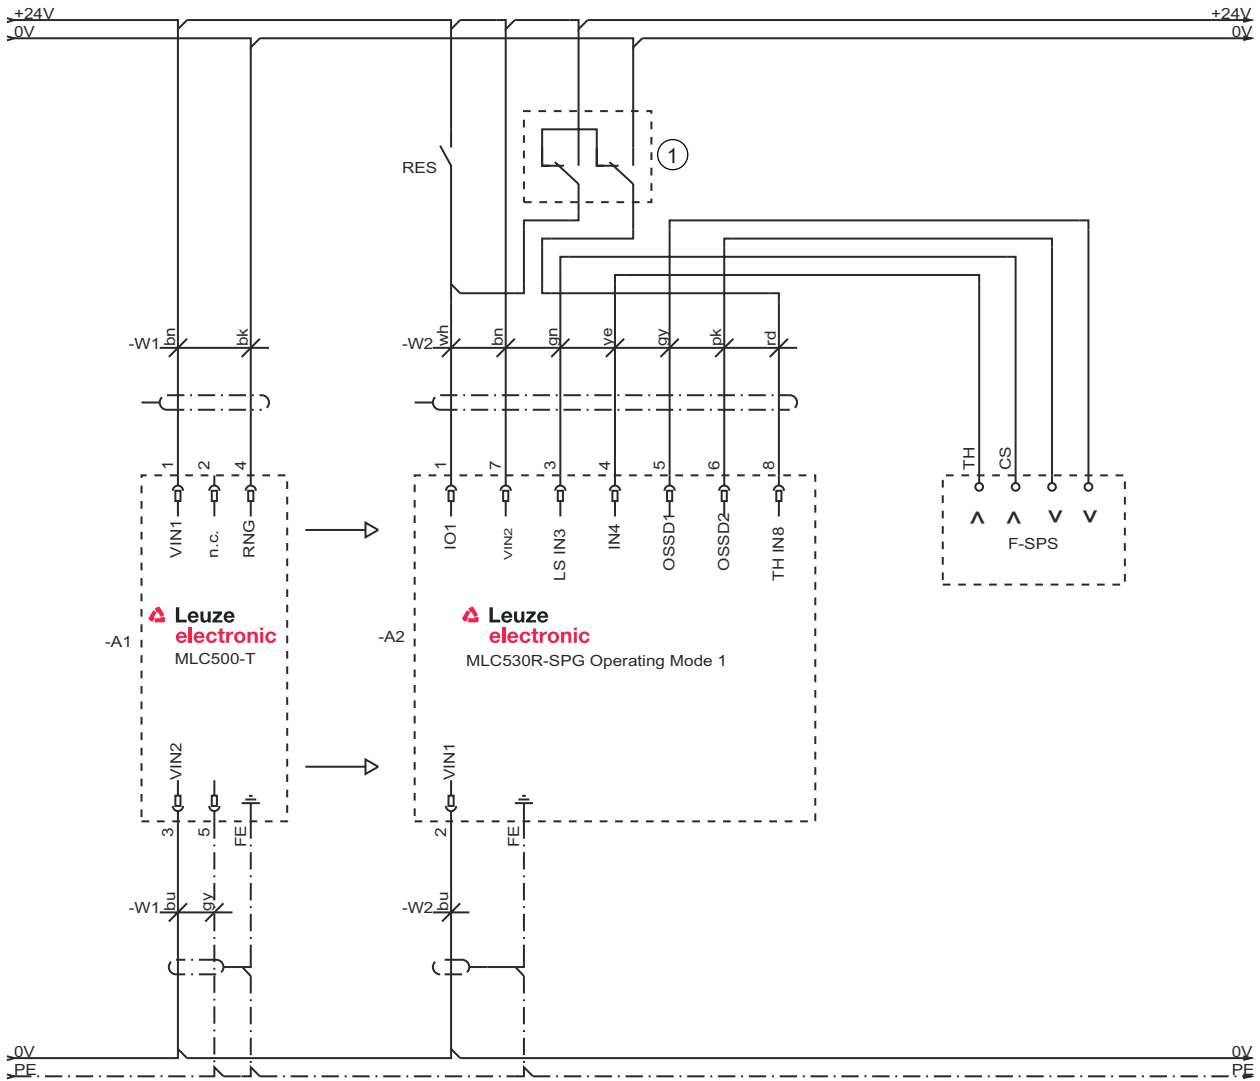 +24V +24V
0V 0V
RES 1
-W1 bn bk -W2 wh bn gn ye gy pk rd
TH CS
1 2 4 1 7 3 4 5 6 8
VIN1 n.c. RNG IO1 VIN2 LS IN3 IN4 OSSD1 OSSD2 TH IN8
F-SPS
Leuze Leuze
electronic electronic
-A1 -A2
MLC500-T MLC530R-SPG Operating Mode 1
VIN2 VIN1
3 5 FE 2 FE
-W1 bu gy -W2 bu
0V 0V
PE PE